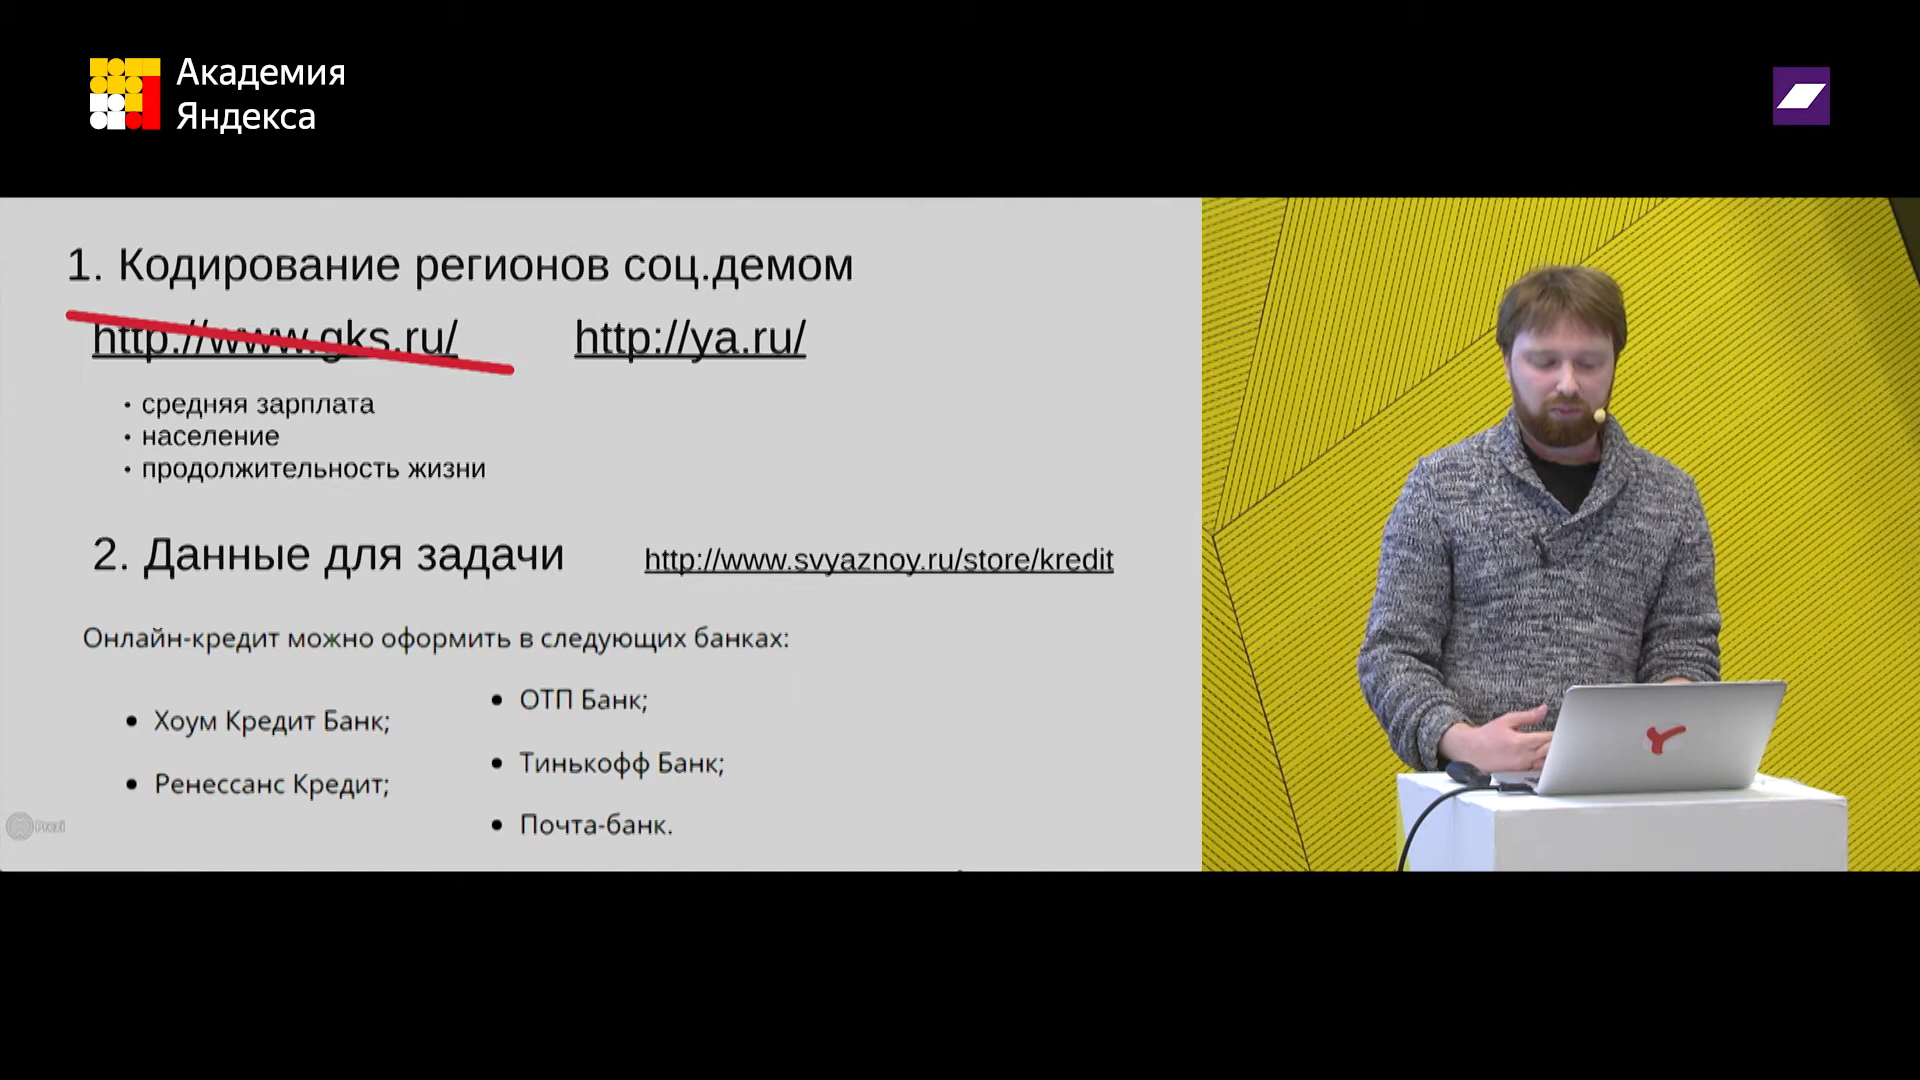 Академия
Яндекса
1. Кодирование регионов соц.демом
http://www.gks.ru/
http://ya.ru/
• средняя зарплата
• население
• продолжительность жизни
2. Данные для задачи
http://www.svyaznoy.ru/store/kredit
Онлайн-кредит можно оформить в следующих банках:
• Хоум Кредит Банк;
• Ренессанс Кредит;
• ОТП Банк;
• Тинькофф Банк;
• Почта-банк.
Prezi